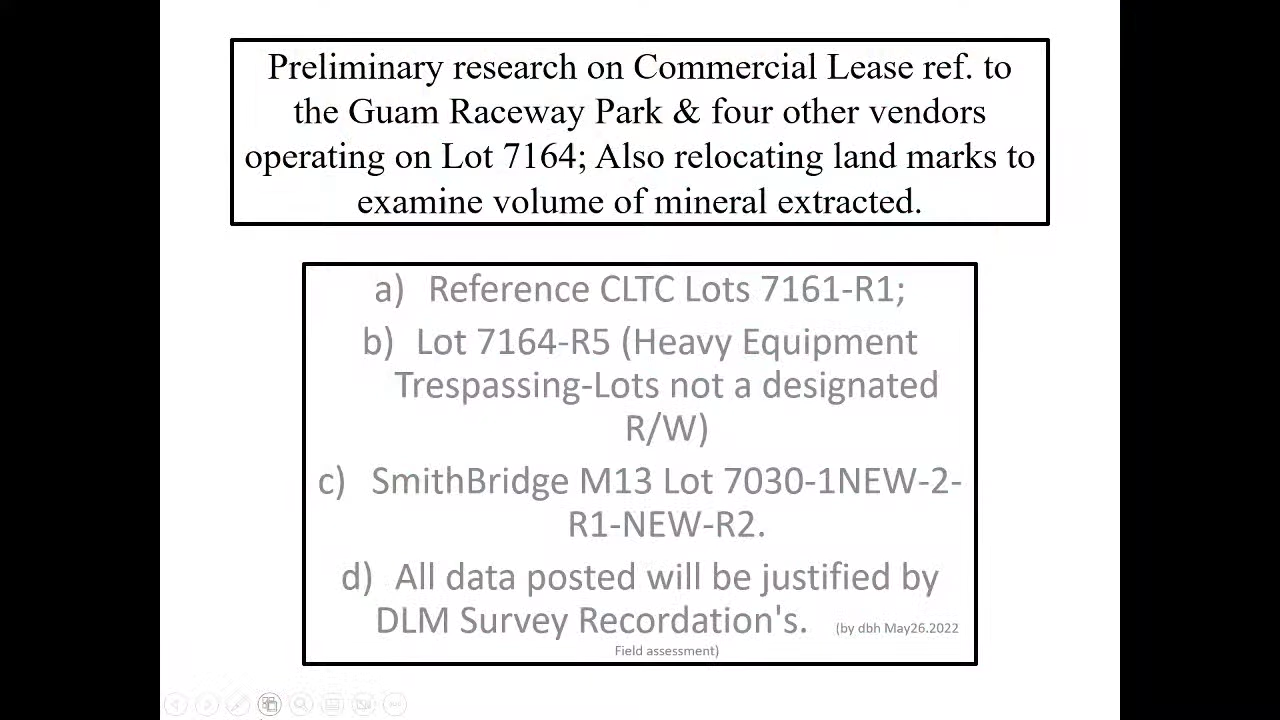 Preliminary research on Commercial Lease ref. to
the Guam Raceway Park & four other vendors
operating on Lot 7164; Also relocating land marks to
examine volume of mineral extracted.
a) Reference CLTC Lots 7161-R1;
b) Lot 7164-R5 (Heavy Equipment
Trespassing-Lots not a designated
R/W)
c) SmithBridge M13 Lot 7030-1NEW-2-
R1-NEW-R2.
d) All data posted will be justified by
DLM Survey Recordation's. (by dbh May26.2022
Field assessment)